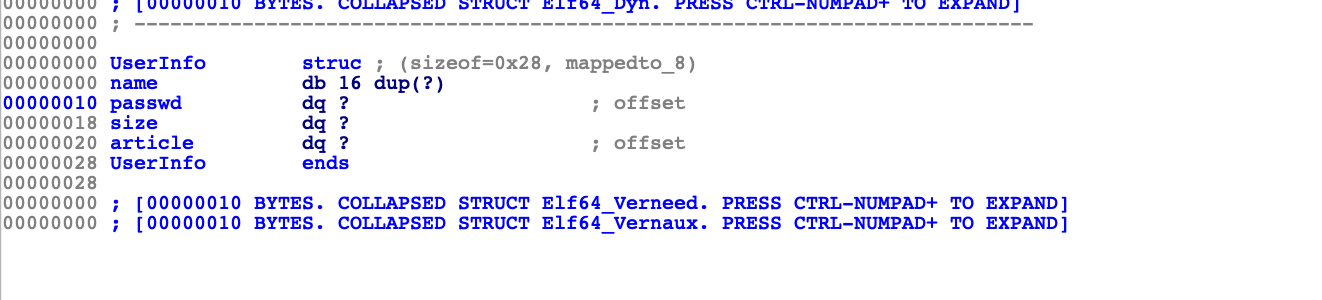 00000000 ; [00000010 BYTES. COLLAPSED STRUCT Elf64_Dyn. PRESS CTRL-NUMPAD+ TO EXPAND]
00000000 ; ---------------------------------------------------------------------------
00000000
00000000 UserInfo        struc ; (sizeof=0x28, mappedto_8)
00000000 name            db 16 dup(?)
00000010 passwd          dq ?                    ; offset
00000018 size            dq ?
00000020 article         dq ?                    ; offset
00000028 UserInfo        ends
00000028
00000000 ; [00000010 BYTES. COLLAPSED STRUCT Elf64_Verneed. PRESS CTRL-NUMPAD+ TO EXPAND]
00000000 ; [00000010 BYTES. COLLAPSED STRUCT Elf64_Vernaux. PRESS CTRL-NUMPAD+ TO EXPAND]